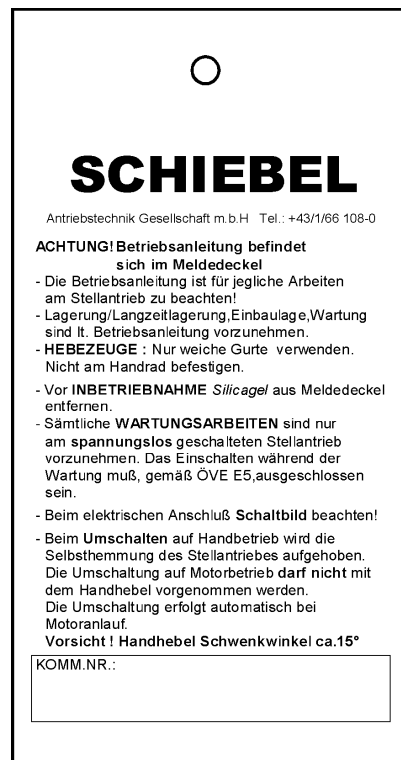 SCHIEBEL
Antriebstechnik Gesellschaft m.b.H Tel.: +43/1/66 108-0
ACHTUNG! Betriebsanleitung befindet
sich im Meldedeckel
- Die Betriebsanleitung ist für jegliche Arbeiten
am Stellantrieb zu beachten!
- Lagerung/Langzeitlagerung,Einbaulage,Wartung
sind lt. Betriebsanleitung vorzunehmen.
- HEBEZEUGE : Nur weiche Gurte verwenden.
Nicht am Handrad befestigen.
- Vor INBETRIEBNAHME Silicagel aus Meldedeckel
entfernen.
- Sämtliche WARTUNGSARBEITEN sind nur
am spannungslos geschalteten Stellantrieb
vorzunehmen. Das Einschalten während der
Wartung muß, gemäß ÖVE E5,ausgeschlossen
sein.
- Beim elektrischen Anschluß Schaltbild beachten!
- Beim Umschalten auf Handbetrieb wird die
Selbsthemmung des Stellantriebes aufgehoben.
Die Umschaltung auf Motorbetrieb darf nicht mit
dem Handhebel vorgenommen werden.
Die Umschaltung erfolgt automatisch bei
Motoranlauf.
Vorsicht ! Handhebel Schwenkwinkel ca.15°
KOMM.NR.: